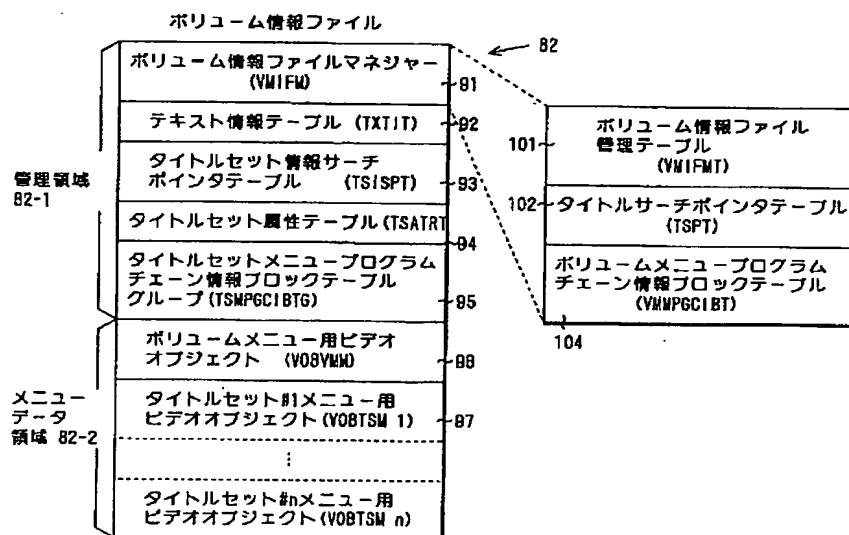 ボリューム情報ファイル
82
ボリューム情報ファイルマネジャー
(VMIFM)
91
テキスト情報テーブル (TXTIT)
92
タイトルセット情報サーチ
ポインタテーブル (TSISPT)
93
タイトルセット属性テーブル(TSATRT
94
タイトルセットメニュープログラム
チェーン情報ブロックテーブル
グループ(TSMPGCIBTG)
95
管理領域
82-1
ボリュームメニュー用ビデオ
オブジェクト (VOBVMM)
96
タイトルセット#1メニュー用
ビデオオブジェクト(VOBTSM 1)
97
⋮
タイトルセット#nメニュー用
ビデオオブジェクト(VOBTSM n)
メニュー
データ
領域 82-2
101
ボリューム情報ファイル
管理テーブル
(VMIFMT)
102
タイトルサーチポインタテーブル
(TSPT)
ボリュームメニュープログラム
チェーン情報ブロックテーブル
(VMMPGCIBT)
104